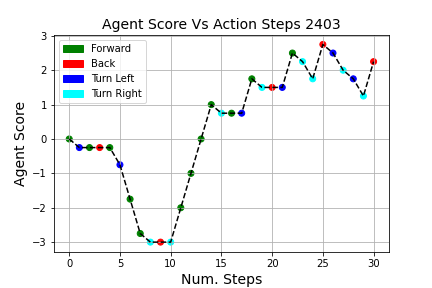 Agent Score Vs Action Steps 2403
Forward
Back
Turn Left
Turn Right
Agent Score
3
2
1
0
−1
−2
−3
0 5 10 15 20 25 30
Num. Steps